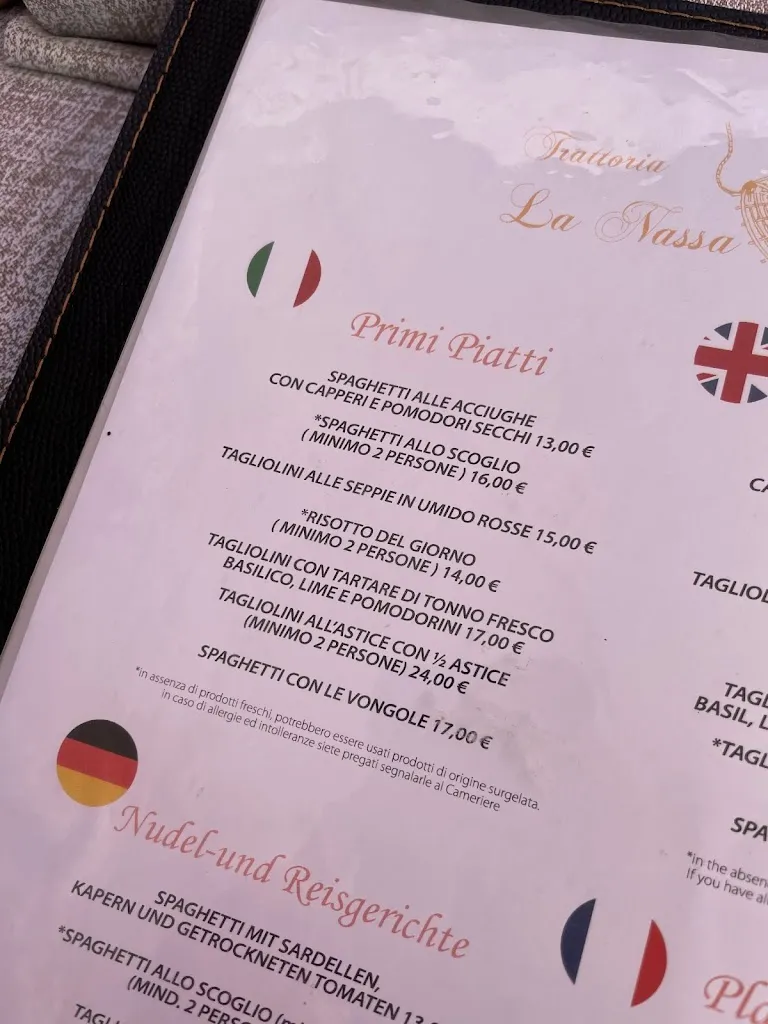 Trattoria
La Nassa
Primi Piatti
SPAGHETTI ALLE ACCIUGHE
CON CAPPERI E POMODORI SECCHI 13,00 €
*SPAGHETTI ALLO SCOGLIO
( MINIMO 2 PERSONE ) 16,00 €
TAGLIOLINI ALLE SEPPIE IN UMIDO ROSSE 15,00 €
*RISOTTO DEL GIORNO
( MINIMO 2 PERSONE ) 14,00 €
TAGLIOLINI CON TARTARE DI TONNO FRESCO
BASILICO, LIME E POMODORINI 17,00 €
TAGLIOLINI ALL'ASTICE CON ½ ASTICE
(MINIMO 2 PERSONE) 24,00 €
SPAGHETTI CON LE VONGOLE 17,00 €
*in assenza di prodotti freschi, potrebbero essere usati prodotti di origine surgelata.
in caso di allergie ed intolleranze siete pregati segnalarle al Cameriere
Nudel-und Reisgerichte
SPAGHETTI MIT SARDELLEN,
KAPERN UND GETROCKNETEN TOMATEN 13
*SPAGHETTI ALLO SCOGLIO
(MIND. 2 PERS
TAGL
CA
TAGLIOL
TAGL
BASIL, L
*TAGL
SPA
*in the absen
If you have al
Pla